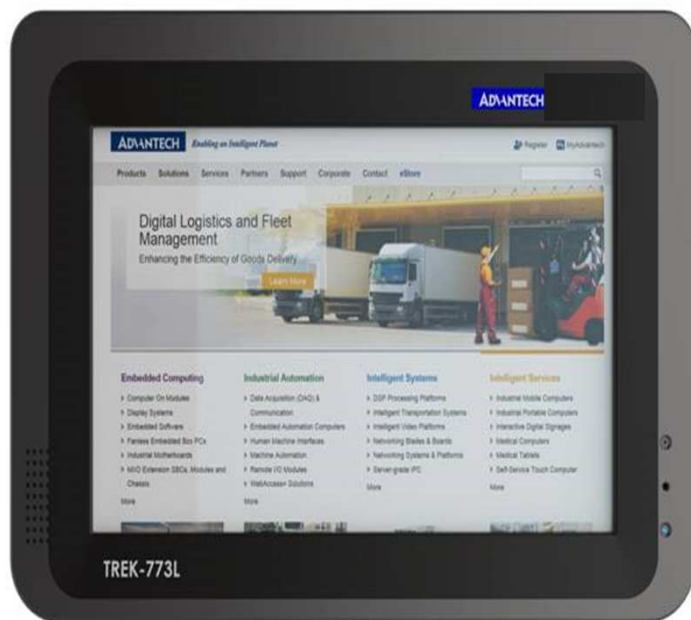 ADVANTECH
ADVANTECH Enabling an Intelligent Planet
Register MyAdvantech
Products Solutions Services Partners Support Corporate Contact eStore
Digital Logistics and Fleet
Management
Enhancing the Efficiency of Goods Delivery
Learn More
Embedded Computing
Computer On Modules
Display Systems
Embedded Software
Fanless Embedded Box PCs
Industrial Motherboards
MI/O Extension SBCs, Modules and
Chassis
More
Industrial Automation
Data Acquisition (DAQ) &
Communication
Embedded Automation Computers
Human Machine Interfaces
Machine Automation
Remote I/O Modules
WebAccess+ Solutions
More
Intelligent Systems
DSP Processing Platforms
Intelligent Transportation Systems
Intelligent Video Platforms
Networking Blades & Boards
Networking Systems & Platforms
Server-grade IPC
More
Intelligent Services
Industrial Mobile Computers
Industrial Portable Computers
Interactive Digital Signages
Medical Computers
Medical Tablets
Self-Service Touch Computer
More
TREK-773L